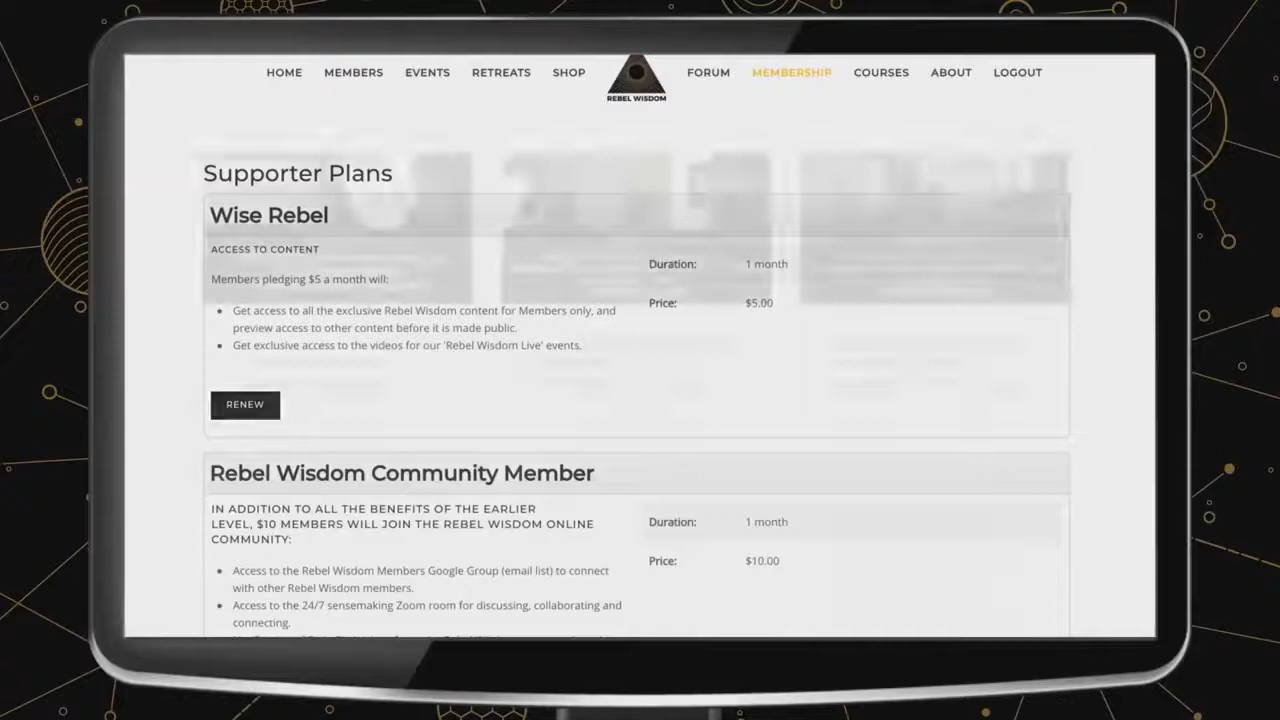 HOME MEMBERS EVENTS RETREATS SHOP REBEL WISDOM FORUM MEMBERSHIP COURSES ABOUT LOGOUT
Supporter Plans
Wise Rebel
ACCESS TO CONTENT
Members pledging $5 a month will:
• Get access to all the exclusive Rebel Wisdom content for Members only, and
preview access to other content before it is made public.
• Get exclusive access to the videos for our 'Rebel Wisdom Live' events.
Duration: 1 month
Price: $5.00
RENEW
Rebel Wisdom Community Member
IN ADDITION TO ALL THE BENEFITS OF THE EARLIER
LEVEL, $10 MEMBERS WILL JOIN THE REBEL WISDOM ONLINE
COMMUNITY:
• Access to the Rebel Wisdom Members Google Group (email list) to connect
with other Rebel Wisdom members.
• Access to the 24/7 sensemaking Zoom room for discussing, collaborating and
connecting.
Duration: 1 month
Price: $10.00